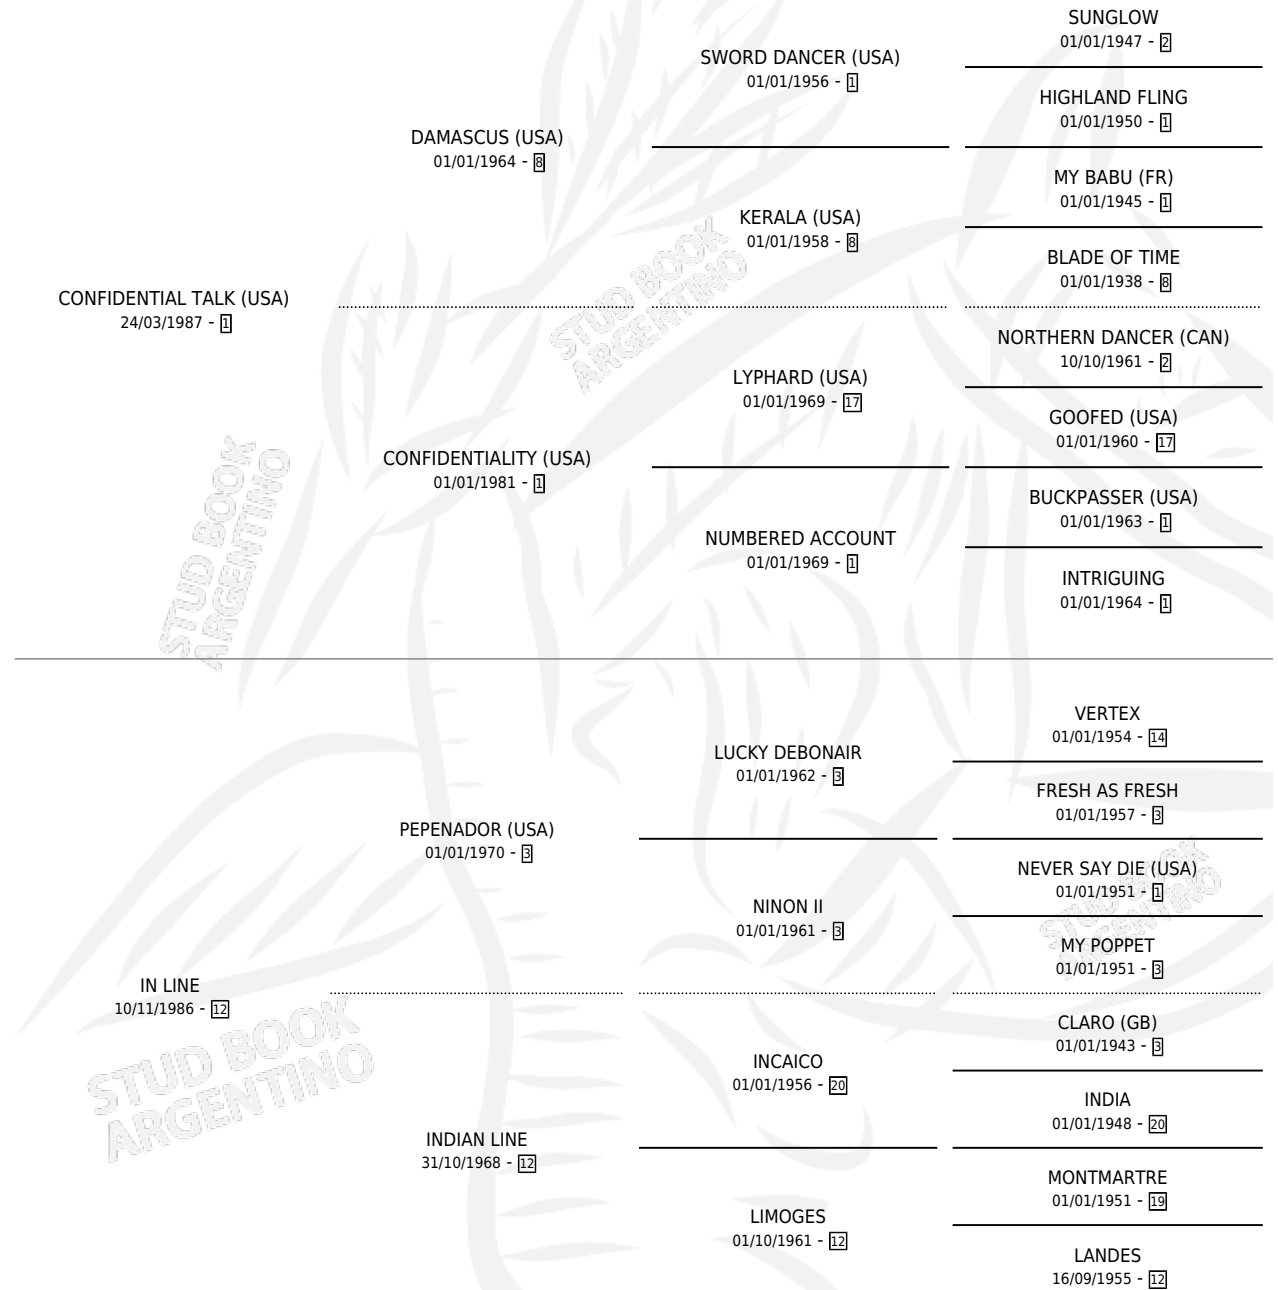 SUNGLOW
01/01/1947 - 2
SWORD DANCER (USA)
01/01/1956 - 1
HIGHLAND FLING
01/01/1950 - 1
DAMASCUS (USA)
01/01/1964 - 8
MY BABU (FR)
01/01/1945 - 1
KERALA (USA)
01/01/1958 - 8
BLADE OF TIME
01/01/1938 - 8
CONFIDENTIAL TALK (USA)
24/03/1987 - 1
NORTHERN DANCER (CAN)
10/10/1961 - 2
LYPHARD (USA)
01/01/1969 - 17
GOOFED (USA)
01/01/1960 - 17
CONFIDENTIALITY (USA)
01/01/1981 - 1
BUCKPASSER (USA)
01/01/1963 - 1
NUMBERED ACCOUNT
01/01/1969 - 1
INTRIGUING
01/01/1964 - 1
VERTEX
01/01/1954 - 14
LUCKY DEBONAIR
01/01/1962 - 3
FRESH AS FRESH
01/01/1957 - 3
PEPENADOR (USA)
01/01/1970 - 3
NEVER SAY DIE (USA)
01/01/1951 - 1
NINON II
01/01/1961 - 3
MY POPPET
01/01/1951 - 3
IN LINE
10/11/1986 - 12
CLARO (GB)
01/01/1943 - 3
INCAICO
01/01/1956 - 20
INDIA
01/01/1948 - 20
INDIAN LINE
31/10/1968 - 12
MONTMARTRE
01/01/1951 - 19
LIMOGES
01/10/1961 - 12
LANDES
16/09/1955 - 12
STUD BOOK
ARGENTINO
STUD BOOK
ARGENTINO
STUD BOOK
ARGENTINO
STUD BOOK
ARGENTINO